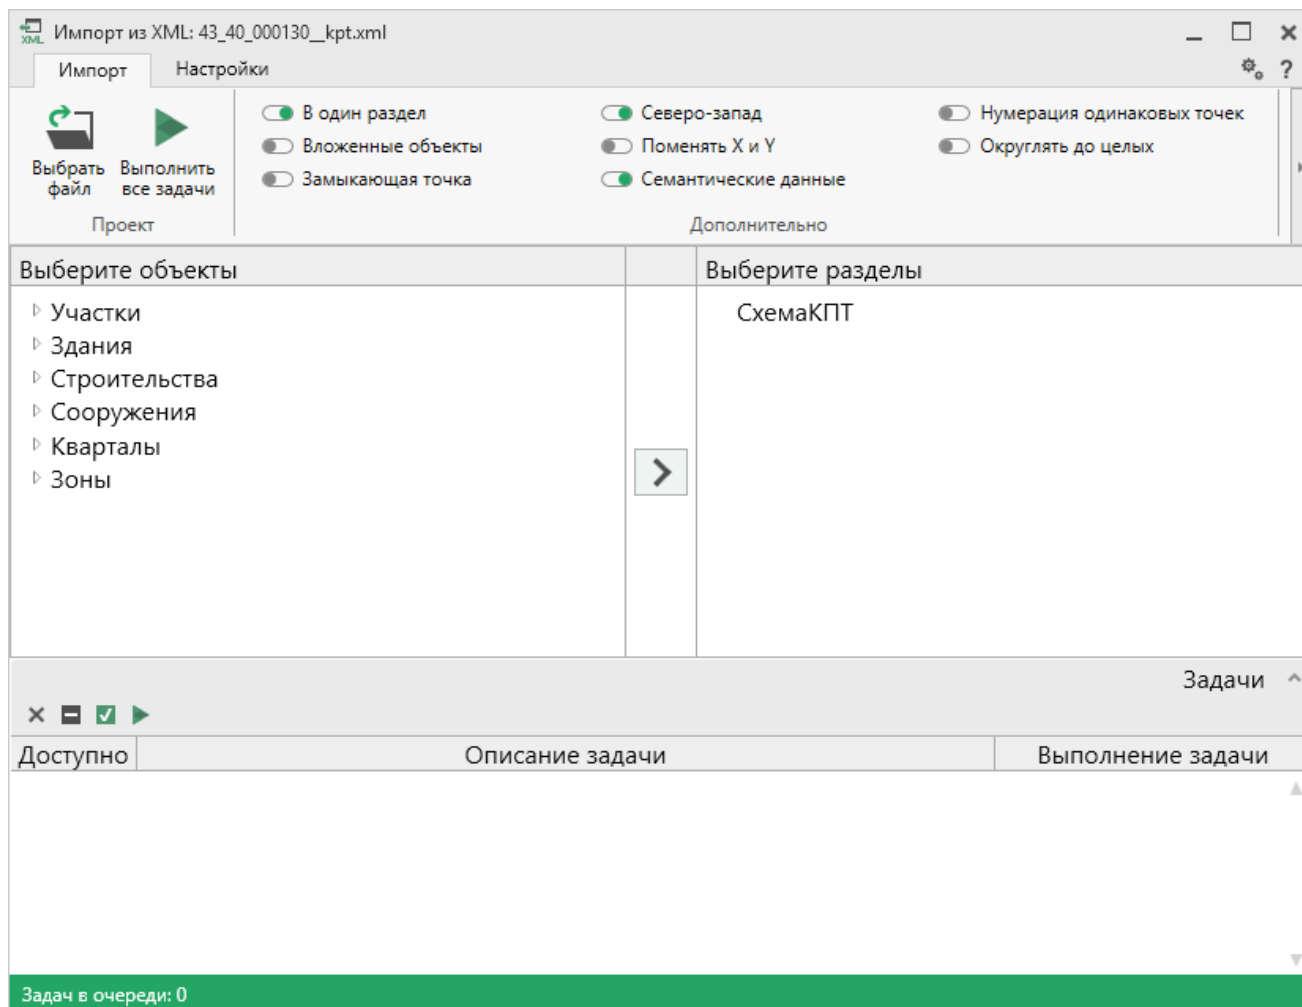 Импорт из XML: 43_40_000130__kpt.xml
Импорт Настройки ?
Выбрать файл
Выполнить все задачи
Проект
В один раздел
Вложенные объекты
Замыкающая точка
Северо-запад
Поменять X и Y
Семантические данные
Нумерация одинаковых точек
Округлять до целых
Дополнительно
Выберите объекты
Участки
Здания
Строительства
Сооружения
Кварталы
Зоны
Выберите разделы
СхемаКПТ
Задачи
Доступно Описание задачи Выполнение задачи
Задач в очереди: 0